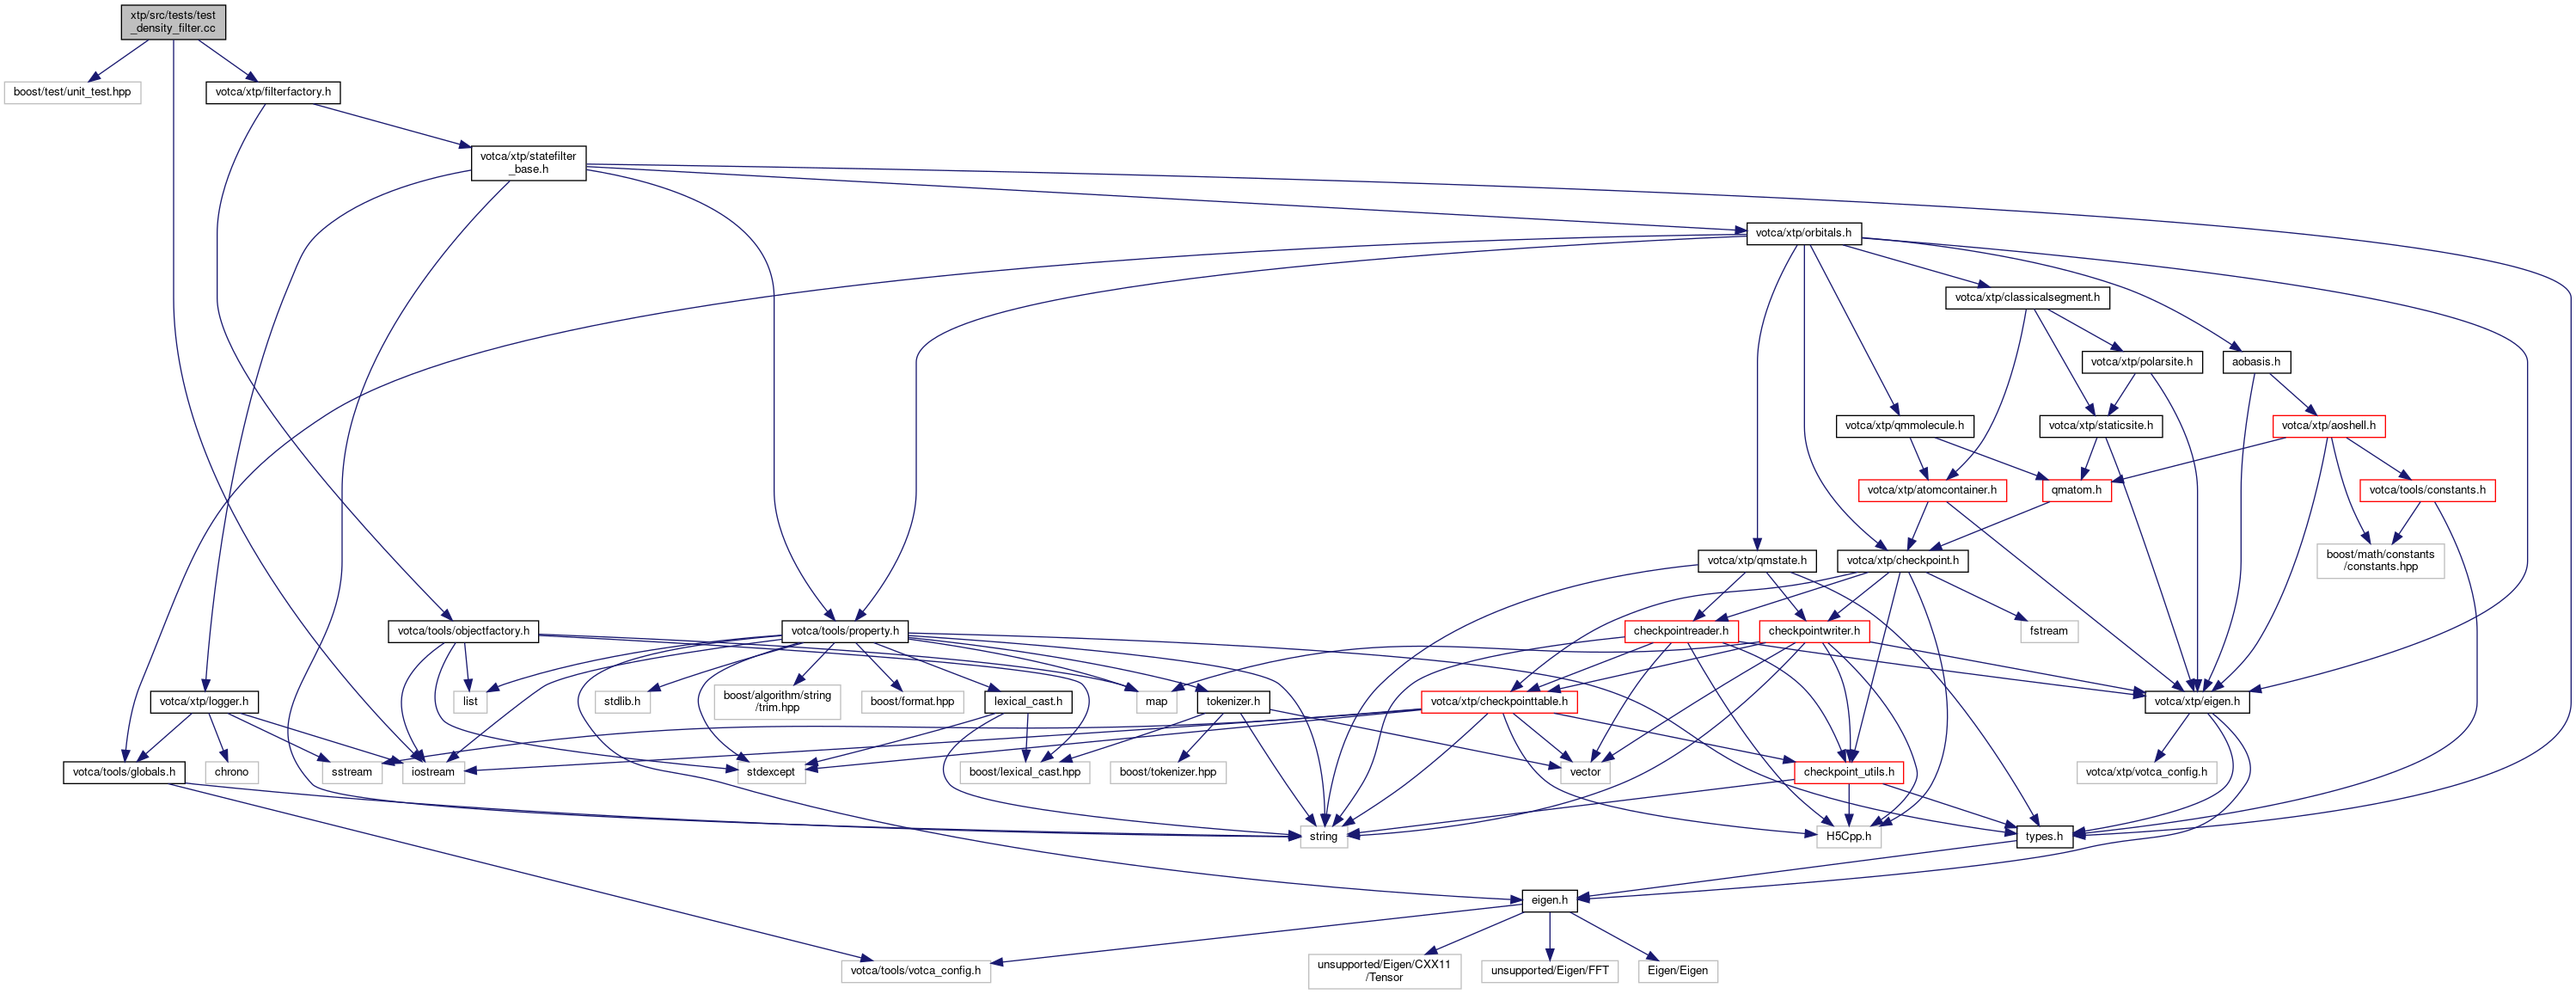 xtp/src/tests/test
_density_filter.cc
boost/test/unit_test.hpp
votca/xtp/filterfactory.h
votca/xtp/statefilter
_base.h
votca/xtp/orbitals.h
votca/xtp/classicalsegment.h
votca/xtp/polarsite.h
aobasis.h
votca/xtp/qmmolecule.h
votca/xtp/staticsite.h
votca/xtp/aoshell.h
votca/xtp/atomcontainer.h
qmatom.h
votca/tools/constants.h
votca/xtp/qmstate.h
votca/xtp/checkpoint.h
boost/math/constants
/constants.hpp
votca/tools/objectfactory.h
votca/tools/property.h
checkpointreader.h
checkpointwriter.h
fstream
votca/xtp/logger.h
list
stdlib.h
boost/algorithm/string
/trim.hpp
boost/format.hpp
lexical_cast.h
map
tokenizer.h
votca/xtp/checkpointtable.h
votca/xtp/eigen.h
votca/tools/globals.h
chrono
sstream
iostream
stdexcept
boost/lexical_cast.hpp
boost/tokenizer.hpp
vector
checkpoint_utils.h
votca/xtp/votca_config.h
string
H5Cpp.h
types.h
eigen.h
votca/tools/votca_config.h
unsupported/Eigen/CXX11
/Tensor
unsupported/Eigen/FFT
Eigen/Eigen